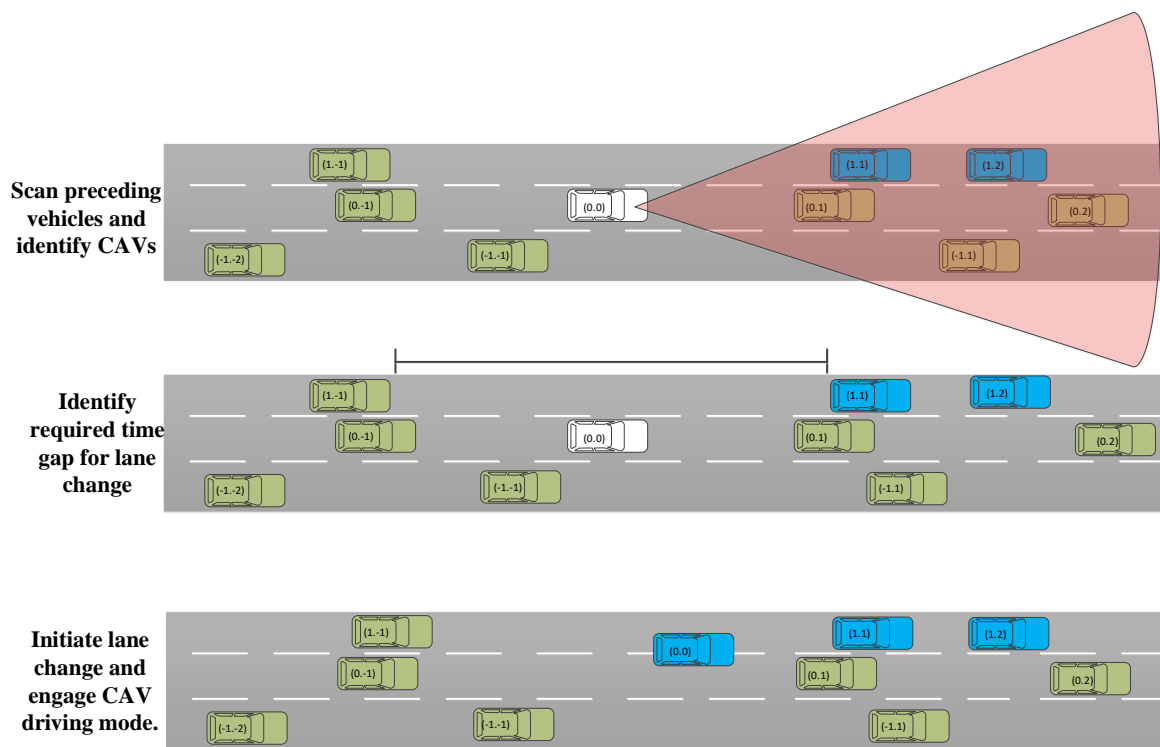 Scan preceding
vehicles and
identify CAVs
(1.-1)
(1.1)
(1.2)
(0.-1)
(0.0)
(0.1)
(0.2)
(-1.-2)
(-1.-1)
(-1.1)
Identify
required time
gap for lane
change
(1.-1)
(1.1)
(1.2)
(0.-1)
(0.0)
(0.1)
(0.2)
(-1.-2)
(-1.-1)
(-1.1)
Initiate lane
change and
engage CAV
driving mode.
(1.-1)
(1.1)
(1.2)
(0.0)
(0.-1)
(0.1)
(0.2)
(-1.-2)
(-1.-1)
(-1.1)